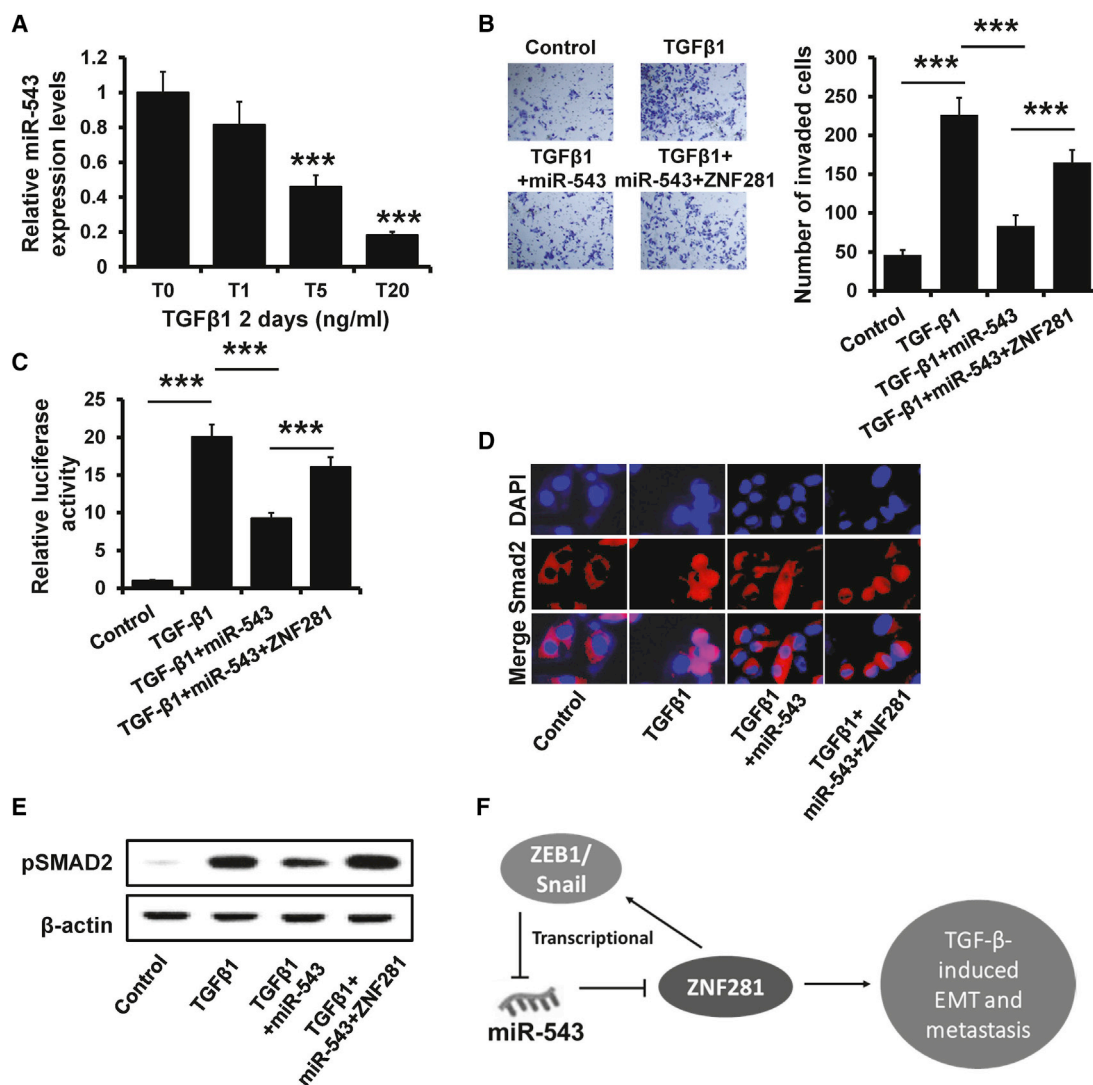 A
Relative miR-543
expression levels
1.2
1
0.8
0.6
0.4
0.2
0
***
***
T0 T1 T5 T20
TGFβ1 2 days (ng/ml)
B
Control
TGFβ1
TGFβ1
+miR-543
TGFβ1+
miR-543+ZNF281
Number of invaded cells
300
250
200
150
100
50
0
***
***
***
Control
TGF-β1
TGF-β1+miR-543
TGF-β1+miR-543+ZNF281
C
Relative luciferase
activity
25
20
15
10
5
0
***
***
***
Control
TGF-β1
TGF-β1+miR-543
TGF-β1+miR-543+ZNF281
D
DAPI
Smad2
Merge
Control
TGFβ1
TGFβ1
+miR-543
TGFβ1+
miR-543+ZNF281
E
pSMAD2
β-actin
Control
TGFβ1
TGFβ1
+miR-543
TGFβ1+
miR-543+ZNF281
F
ZEB1/
Snail
Transcriptional
miR-543
ZNF281
TGF-β-
induced
EMT and
metastasis